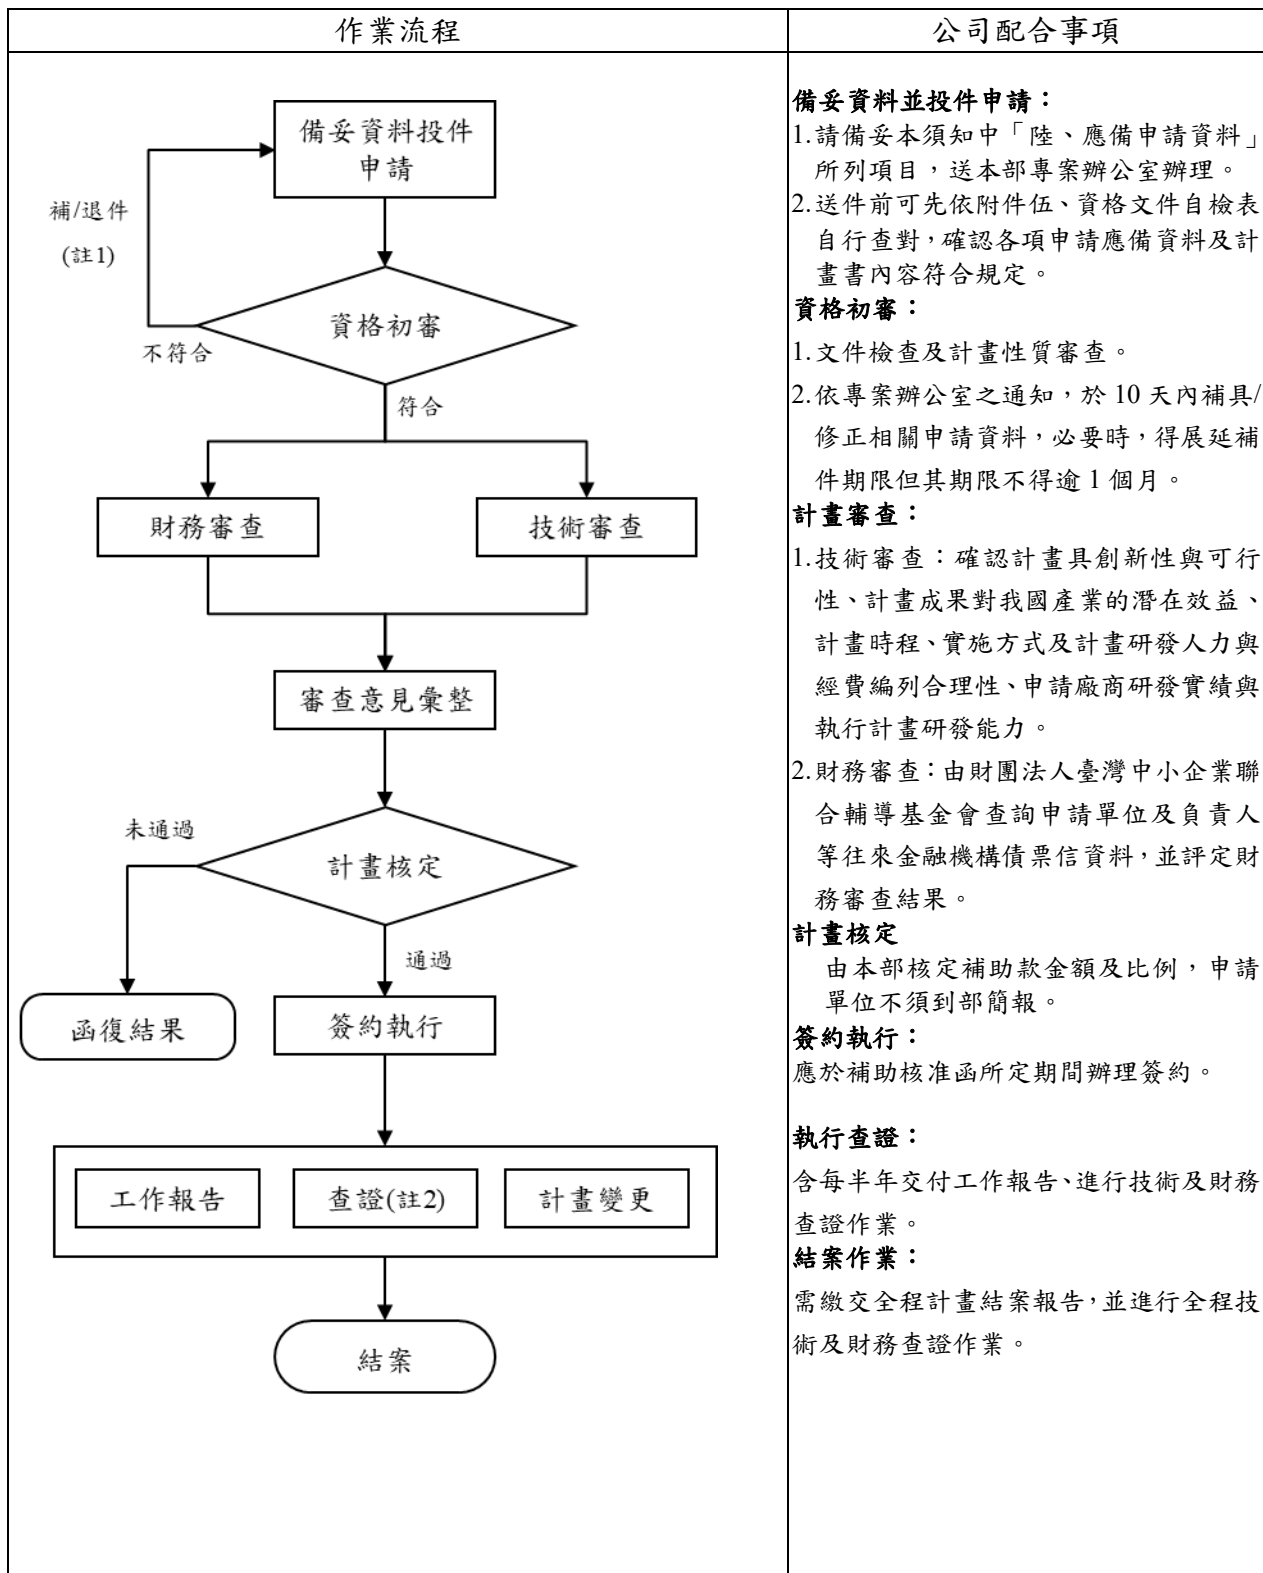 作業流程
公司配合事項
備妥資料投件
申請
補/退件
(註1)
資格初審
不符合
符合
財務審查
技術審查
審查意見彙整
未通過
計畫核定
通過
函復結果
簽約執行
工作報告
查證(註2)
計畫變更
結案
備妥資料並投件申請：
1.請備妥本須知中「陸、應備申請資料」
所列項目，送本部專案辦公室辦理。
2.送件前可先依附件伍、資格文件自檢表
自行查對，確認各項申請應備資料及計
畫書內容符合規定。
資格初審：
1.文件檢查及計畫性質審查。
2.依專案辦公室之通知，於 10 天內補具/
修正相關申請資料，必要時，得展延補
件期限但其期限不得逾 1 個月。
計畫審查：
1.技術審查：確認計畫具創新性與可行
性、計畫成果對我國產業的潛在效益、
計畫時程、實施方式及計畫研發人力與
經費編列合理性、申請廠商研發實績與
執行計畫研發能力。
2.財務審查：由財團法人臺灣中小企業聯
合輔導基金會查詢申請單位及負責人
等往來金融機構債票信資料，並評定財
務審查結果。
計畫核定
由本部核定補助款金額及比例，申請
單位不須到部簡報。
簽約執行：
應於補助核准函所定期間辦理簽約。
執行查證：
含每半年交付工作報告、進行技術及財務
查證作業。
結案作業：
需繳交全程計畫結案報告，並進行全程技
術及財務查證作業。